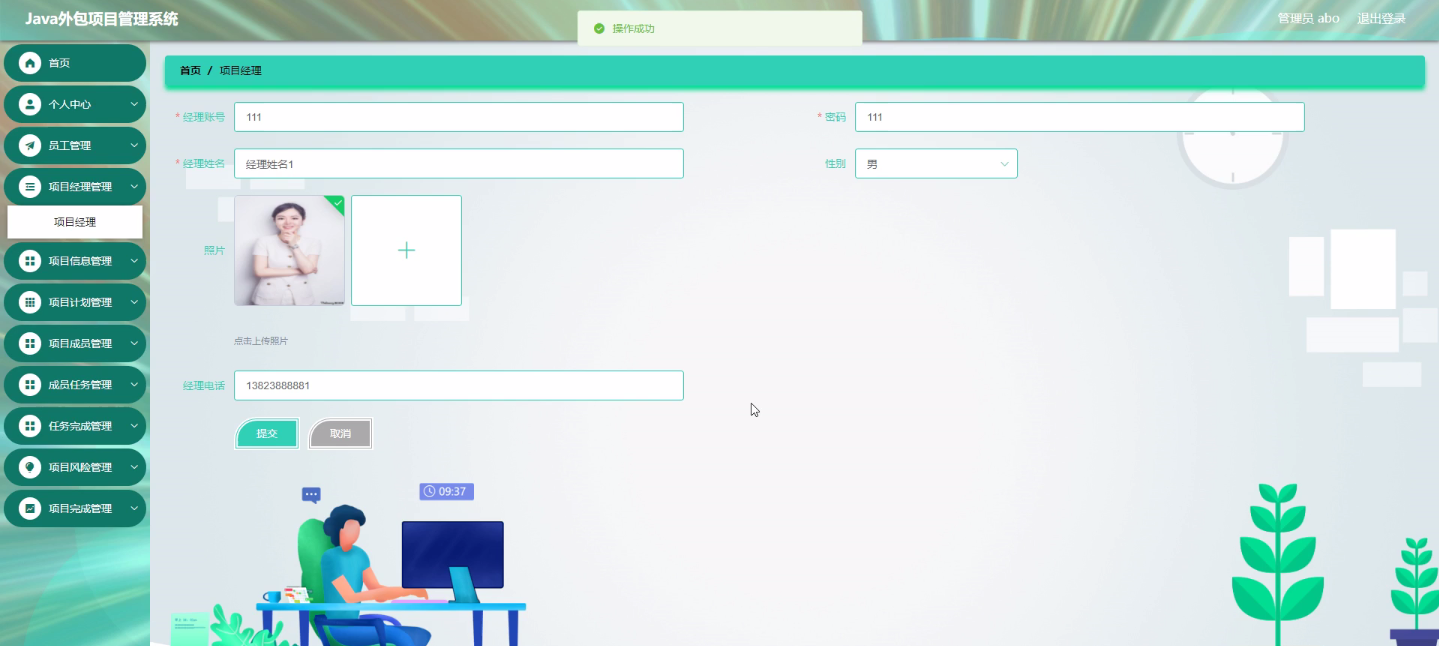 Java外包项目管理系统
操作成功
管理员 abo 退出登录
首页
个人中心
员工管理
项目经理管理
项目经理
项目信息管理
项目计划管理
项目成员管理
成员任务管理
任务完成管理
项目风险管理
项目完成管理
首页 / 项目经理
* 经理账号 111
* 密码 111
* 经理姓名 经理姓名1
性别 男
照片
点击上传照片
经理电话 13823888881
提交 取消
09:37